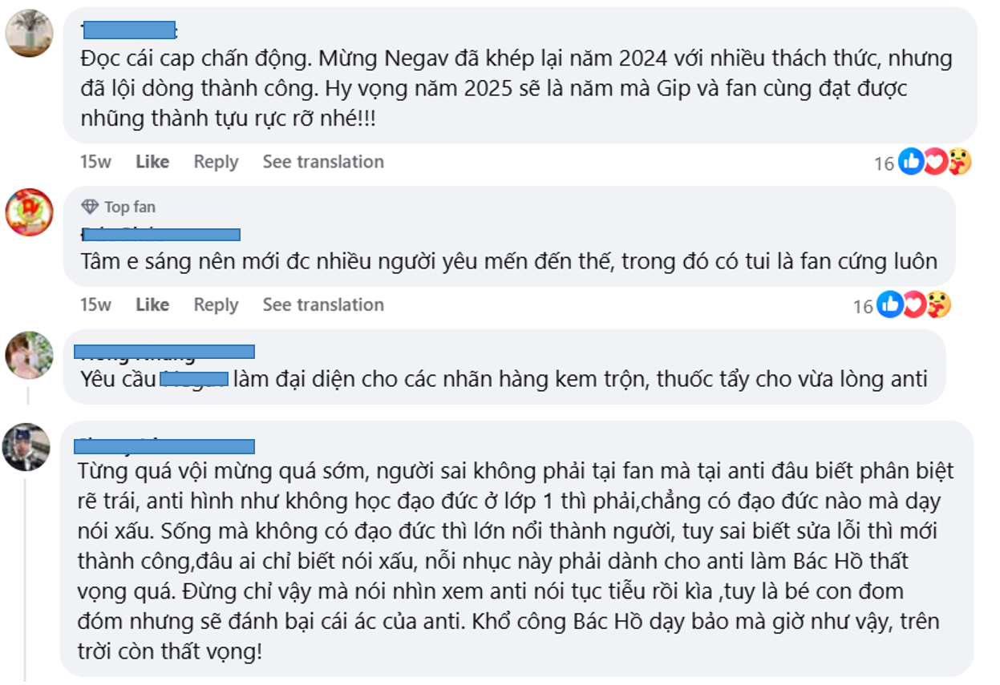 Đọc cái cap chấn động. Mừng Negav đã khép lại năm 2024 với nhiều thách thức, nhưng
đã lội dòng thành công. Hy vọng năm 2025 sẽ là năm mà Gip và fan cùng đạt được
những thành tựu rực rỡ nhé!!!
15w Like Reply See translation 16
Top fan
Tâm e sáng nên mới đc nhiều người yêu mến đến thế, trong đó có tui là fan cứng luôn
15w Like Reply See translation 16
Yêu cầu làm đại diện cho các nhãn hàng kem trộn, thuốc tẩy cho vừa lòng anti
Từng quá vội mừng quá sớm, người sai không phải tại fan mà tại anti đâu biết phân biệt
rẽ trái, anti hình như không học đạo đức ở lớp 1 thì phải,chẳng có đạo đức nào mà dạy
nói xấu. Sống mà không có đạo đức thì lớn nổi thành người, tuy sai biết sửa lỗi thì mới
thành công,đâu ai chỉ biết nói xấu, nỗi nhục này phải dành cho anti làm Bác Hồ thất
vọng quá. Đừng chỉ vậy mà nói nhìn xem anti nói tục tiễu rồi kìa ,tuy là bé con đom
đóm nhưng sẽ đánh bại cái ác của anti. Khổ công Bác Hồ dạy bảo mà giờ như vậy, trên
trời còn thất vọng!